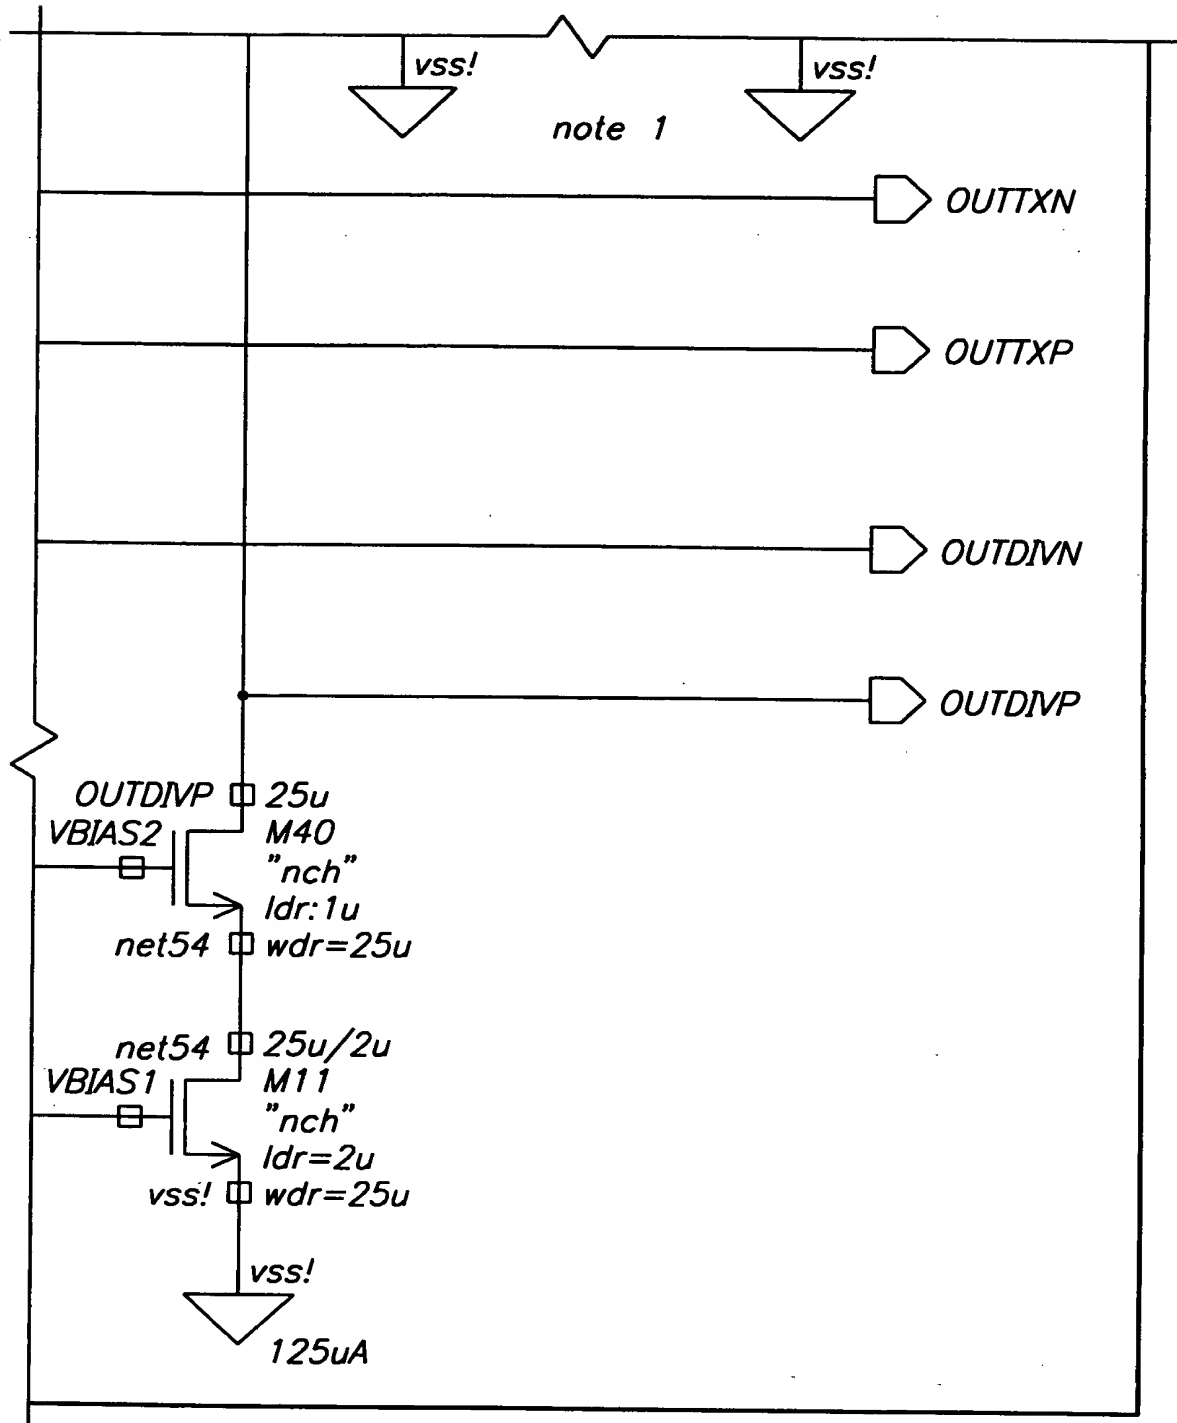 vss!
vss!
note 1
OUTTXN
OUTTXP
OUTDIVN
OUTDIVP
OUTDIVP 25u
VBIAS2 M40
"nch"
ldr:1u
net54 wdr=25u
net54 25u/2u
VBIAS1 M11
"nch"
ldr=2u
vss! wdr=25u
vss!
125uA